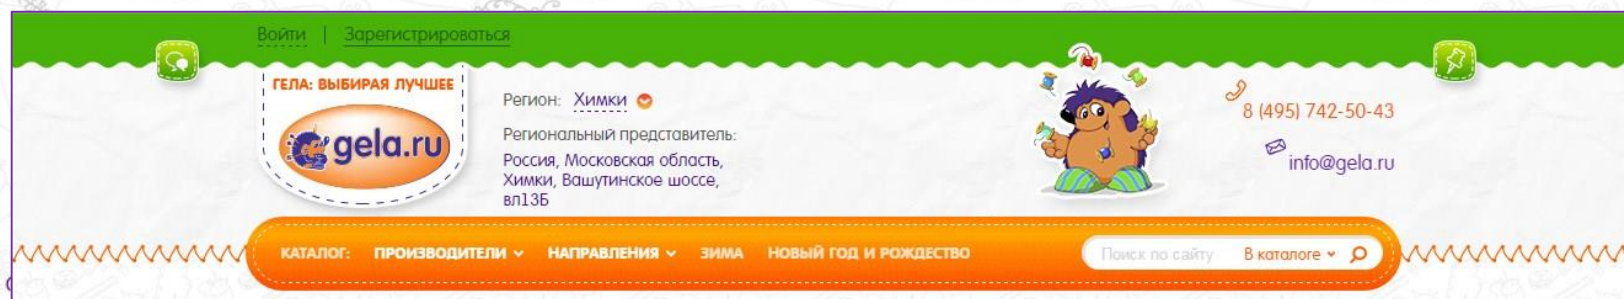 Войти | Зарегистрироваться
ГЕЛА: ВЫБИРАЯ ЛУЧШЕЕ
gela.ru
Регион: Химки
Региональный представитель:
Россия, Московская область,
Химки, Вашутинское шоссе,
вл13Б
8 (495) 742-50-43
info@gela.ru
КАТАЛОГ: ПРОИЗВОДИТЕЛИ НАПРАВЛЕНИЯ ЗИМА НОВЫЙ ГОД И РОЖДЕСТВО
Поиск по сайту В каталоге